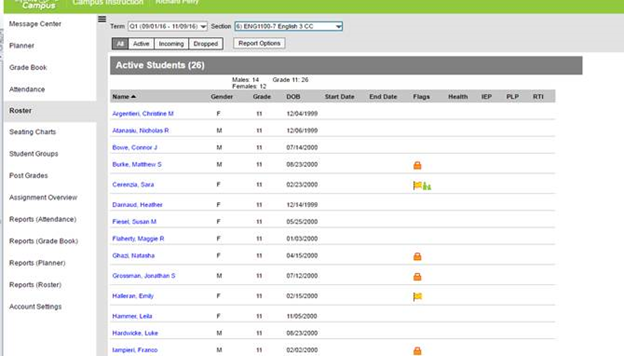 Campus Campus Instruction Richard Perry
Message Center
Planner
Grade Book
Attendance
Roster
Seating Charts
Student Groups
Post Grades
Assignment Overview
Reports (Attendance)
Reports (Grade Book)
Reports (Planner)
Reports (Roster)
Account Settings
Term Q1 (09/01/16 - 11/09/16) Section 6) ENG1100-7 English 3 CC
All Active Incoming Dropped Report Options
Active Students (26)
Males: 14 Grade 11: 26
Females: 12
Name Gender Grade DOB Start Date End Date Flags Health IEP PLP RTI
Argentieri, Christine M F 11 12/04/1999
Atanasiu, Nicholas R M 11 12/06/1999
Bowe, Connor J M 11 07/14/2000
Burke, Matthew S M 11 08/23/2000
Cerenzia, Sara F 11 02/23/2000
Darnaud, Heather F 11 12/14/1999
Fiesel, Susan M F 11 05/25/2000
Flaherty, Maggie R F 11 01/03/2000
Ghazi, Natasha F 11 04/15/2000
Grossman, Jonathan S M 11 07/12/2000
Halleran, Emily F 11 02/15/2000
Hammer, Leila F 11 11/05/2000
Hardwicke, Luke M 11 08/23/2000
Iampieri, Franco M 11 02/02/2000